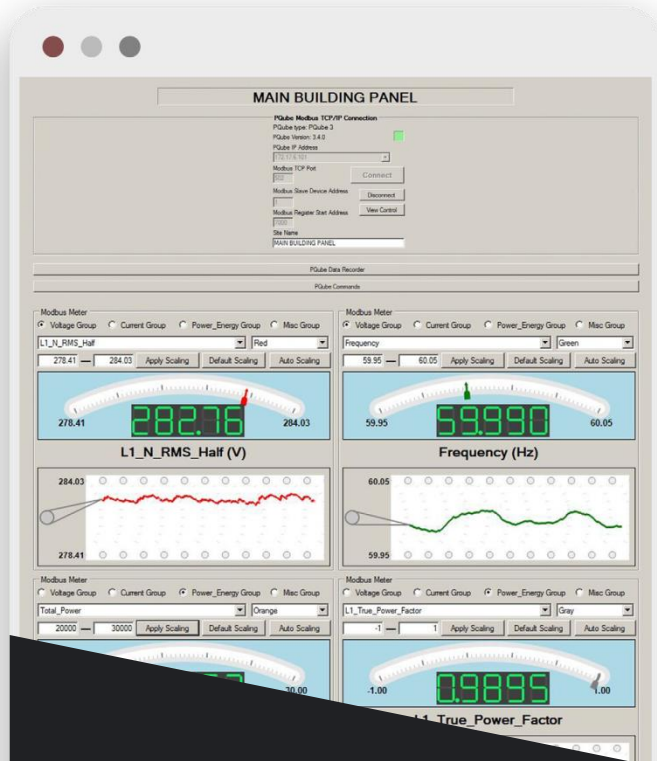 MAIN BUILDING PANEL
PQube Modbus TCP/IP Connection
PQube type: PQube 3
PQube Version: 3.4.0
PQube IP Address
Modbus TCP Port
Connect
Modbus Slave Device Address
Disconnect
1
Modbus Register Start Address
View Control
7000
Site Name
MAIN BUILDING PANEL
PQube Data Recorder
PQube Commands
Modbus Meter
Voltage Group Current Group Power_Energy Group Misc Group
L1_N_RMS_Half Red
278.41 — 284.03 Apply Scaling Default Scaling Auto Scaling
278.41 282.76 284.03
L1_N_RMS_Half (V)
284.03
278.41
Modbus Meter
Voltage Group Current Group Power_Energy Group Misc Group
Frequency Green
59.95 — 60.05 Apply Scaling Default Scaling Auto Scaling
59.95 59.990 60.05
Frequency (Hz)
60.05
59.95
Modbus Meter
Voltage Group Current Group Power_Energy Group Misc Group
Total_Power Orange
20000 — 30000 Apply Scaling Default Scaling Auto Scaling
30.00
Modbus Meter
Voltage Group Current Group Power_Energy Group Misc Group
L1_True_Power_Factor Gray
-1 — 1 Apply Scaling Default Scaling Auto Scaling
-1.00 0.9895 1.00
L1_True_Power_Factor